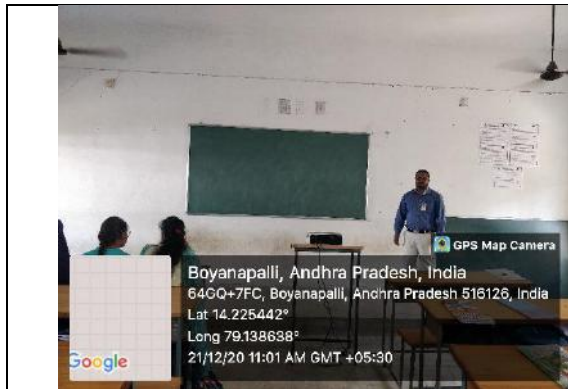 GPS Map Camera
Boyanapalli, Andhra Pradesh, India
64GQ+7FC, Boyanapalli, Andhra Pradesh 516126, India
Lat 14.225442°
Long 79.138638°
21/12/20 11:01 AM GMT +05:30
Google